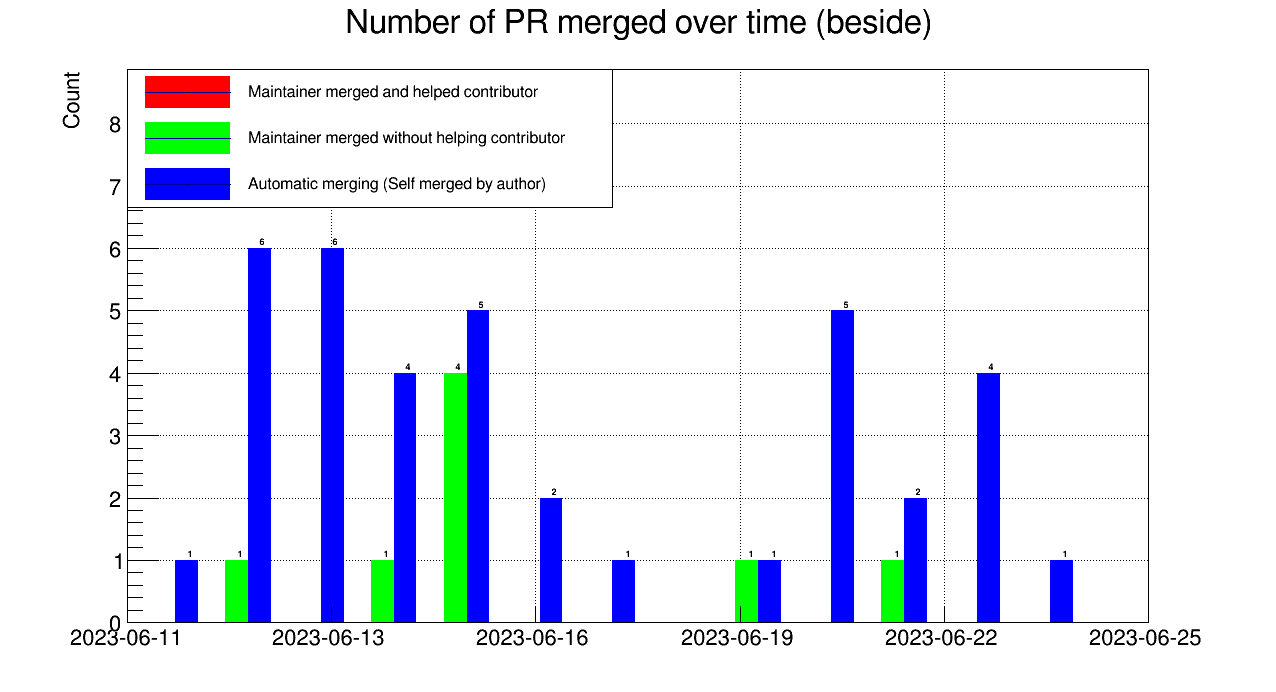 Number of PR merged over time (beside)
Count
Maintainer merged and helped contributor
Maintainer merged without helping contributor
Automatic merging (Self merged by author)
8
7
6
5
4
3
2
1
0
1 1 6 6 1 4 4 5 2 1 1 1 5 1 2 4 1
2023-06-11 2023-06-13 2023-06-16 2023-06-19 2023-06-22 2023-06-25